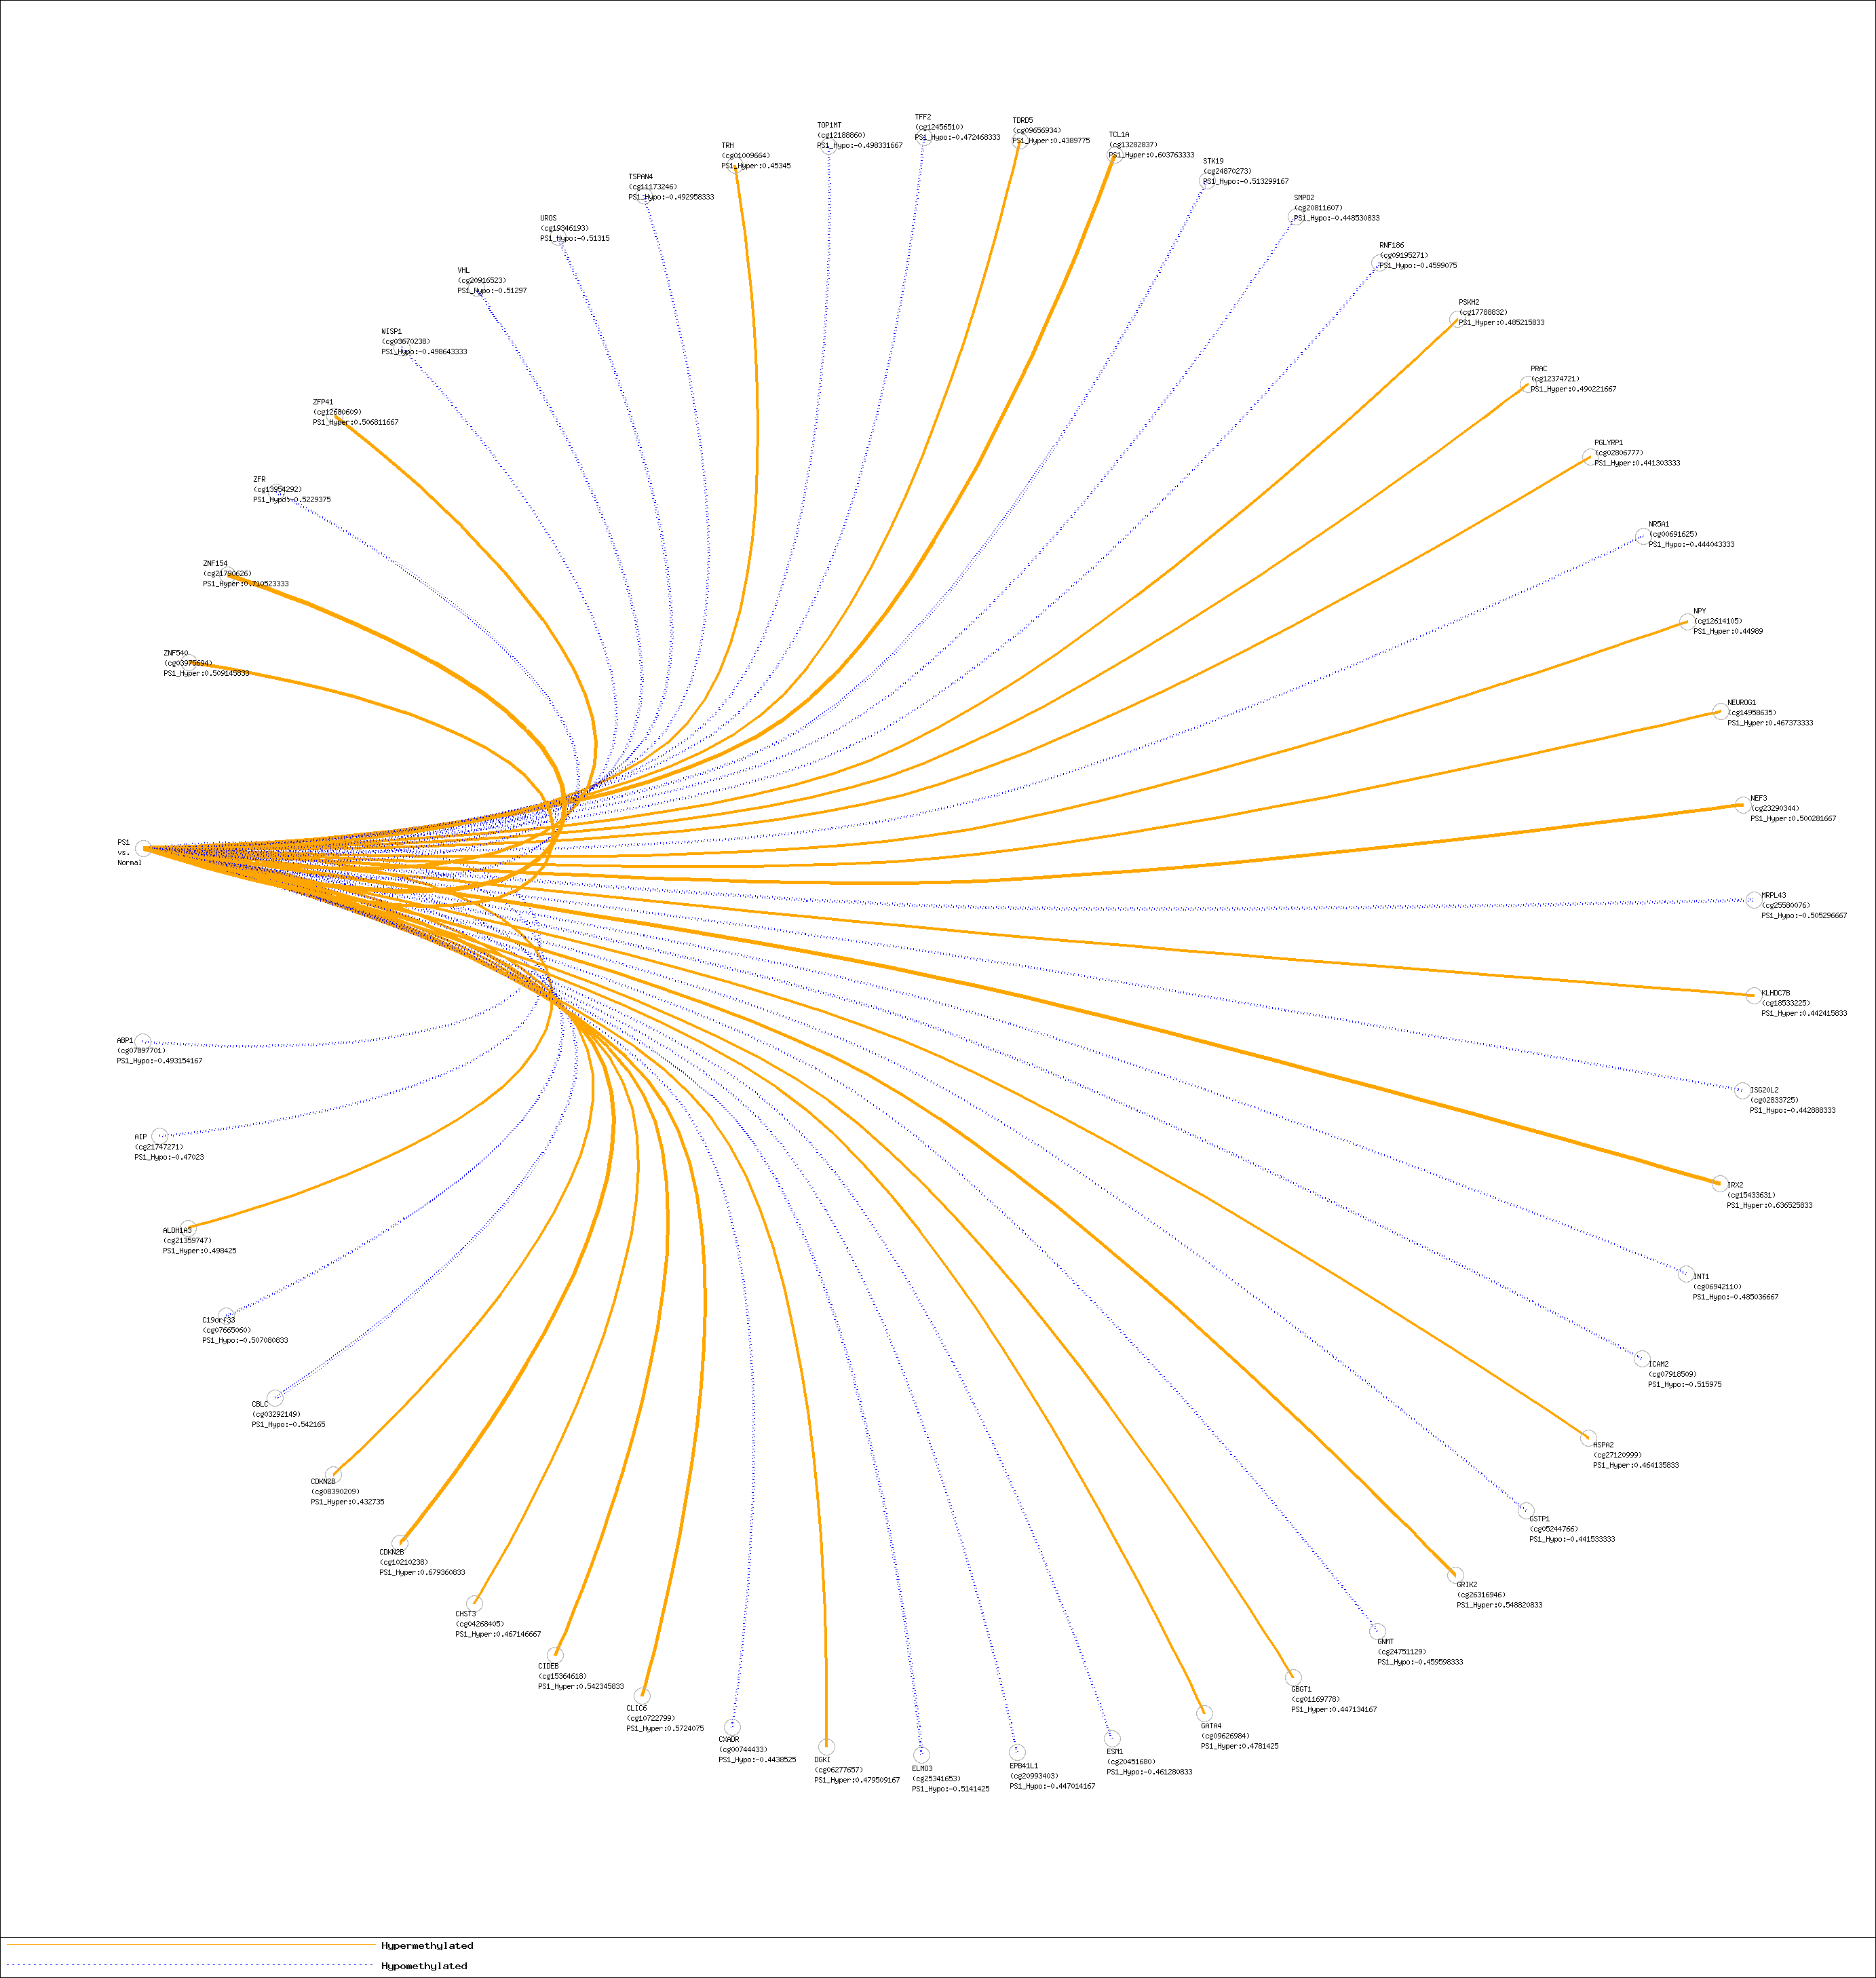 TFF2
(cg12456510)
PS1_Hypo:-0.472468333
TDRD5
(cg09656934)
PS1_Hyper:0.4389775
TOP1MT
(cg12188860)
PS1_Hypo:-0.498331667
TCL1A
(cg13282837)
PS1_Hyper:0.603763333
TRH
(cg01009664)
PS1_Hyper:0.45345
STK19
(cg24870273)
PS1_Hypo:-0.513299167
TSPAN4
(cg11173246)
PS1_Hypo:-0.492958333
SMPD2
(cg20811607)
PS1_Hypo:-0.448530833
UROS
(cg19346193)
PS1_Hypo:-0.51315
RNF186
(cg09195271)
PS1_Hypo:-0.4599075
VHL
(cg20916523)
PS1_Hypo:-0.51297
PSKH2
(cg17788832)
PS1_Hyper:0.485215833
WISP1
(cg03670238)
PS1_Hypo:-0.498643333
PRAC
(cg12374721)
PS1_Hyper:0.490221667
ZFP41
(cg12680609)
PS1_Hyper:0.506811667
PGLYRP1
(cg02806777)
PS1_Hyper:0.441303333
ZFR
(cg13954292)
PS1_Hypo:-0.5229375
NR5A1
(cg00691625)
PS1_Hypo:-0.444043333
ZNF154
(cg21790626)
PS1_Hyper:0.710523333
NPY
(cg12614105)
PS1_Hyper:0.44989
ZNF540
(cg03975694)
PS1_Hyper:0.509145833
NEUROG1
(cg14958635)
PS1_Hyper:0.467373333
NEF3
(cg23290344)
PS1_Hyper:0.500281667
PS1
vs.
Normal
MRPL43
(cg25580076)
PS1_Hypo:-0.505296667
KLHDC7B
(cg18533225)
PS1_Hyper:0.442415833
ABP1
(cg07897701)
PS1_Hypo:-0.493154167
ISG20L2
(cg02833725)
PS1_Hypo:-0.442888333
AIP
(cg21747271)
PS1_Hypo:-0.47023
IRX2
(cg15433631)
PS1_Hyper:0.636525833
ALDH1A3
(cg21359747)
PS1_Hyper:0.498425
INT1
(cg06942110)
PS1_Hypo:-0.485036667
C19orf33
(cg07665060)
PS1_Hypo:-0.507080833
ICAM2
(cg07918509)
PS1_Hypo:-0.515975
CBLC
(cg03292149)
PS1_Hypo:-0.542165
HSPA2
(cg27120999)
PS1_Hyper:0.464135833
CDKN2B
(cg08390209)
PS1_Hyper:0.432735
GSTP1
(cg05244766)
PS1_Hypo:-0.441533333
CDKN2B
(cg10210238)
PS1_Hyper:0.679360833
GRIK2
(cg26316946)
PS1_Hyper:0.548820833
CHST3
(cg04268405)
PS1_Hyper:0.467146667
GNMT
(cg24751129)
PS1_Hypo:-0.459598333
CIDEB
(cg15364618)
PS1_Hyper:0.542345833
GBGT1
(cg01169778)
PS1_Hyper:0.447134167
CLIC6
(cg10722799)
PS1_Hyper:0.5724075
GATA4
(cg09626984)
PS1_Hyper:0.4781425
CXADR
(cg00744433)
PS1_Hypo:-0.4438525
DGKI
(cg06277657)
PS1_Hyper:0.479509167
ELMO3
(cg25341653)
PS1_Hypo:-0.5141425
EPB41L1
(cg20993403)
PS1_Hypo:-0.447014167
ESM1
(cg20451680)
PS1_Hypo:-0.461280833
Hypermethylated
Hypomethylated